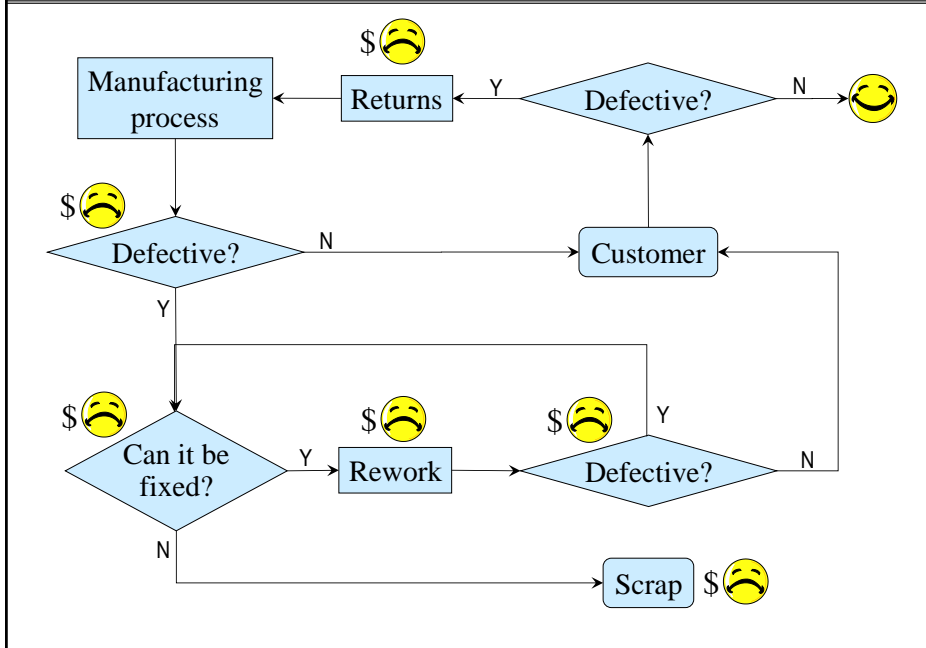 $
Manufacturing
process
Returns
Y
Defective?
N
$
Defective?
N
Customer
Y
$
Can it be
fixed?
Y
$
Rework
$
Defective?
Y
N
N
Scrap
$